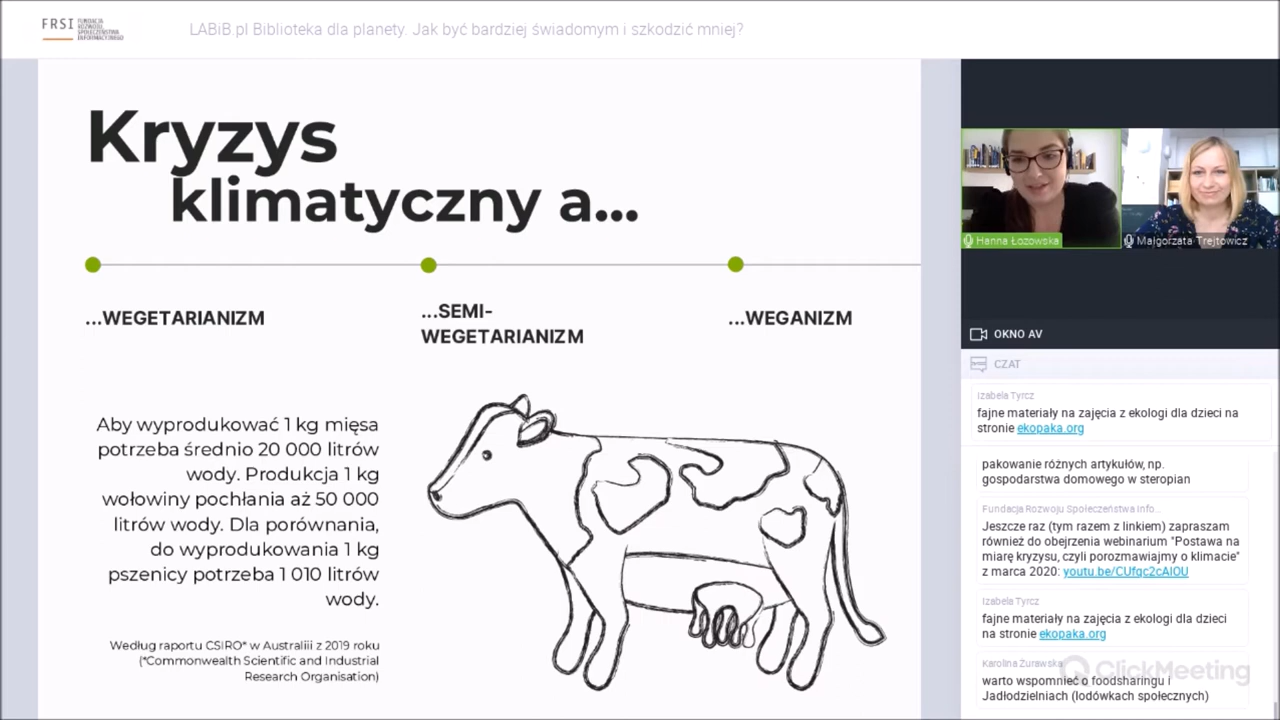 FRSI
FUNDACJA
ROZWOJU
SPOŁECZEŃSTWA
INFORMACYJNEGO
LABiB.pl Biblioteka dla planety. Jak być bardziej świadomym i szkodzić mniej?
Kryzys
klimatyczny a...
...WEGETARIANIZM
...SEMI-
WEGETARIANIZM
...WEGANIZM
Aby wyprodukować 1 kg mięsa
potrzeba średnio 20 000 litrów
wody. Produkcja 1 kg
wołowiny pochłania aż 50 000
litrów wody. Dla porównania,
do wyprodukowania 1 kg
pszenicy potrzeba 1 010 litrów
wody.
Według raportu CSIRO* w Australiii z 2019 roku
(*Commonwealth Scientific and Industrial
Research Organisation)
Hanna Łozowska
Małgorzata Trejtowicz
OKNO AV
CZAT
Izabela Tyrcz
fajne materiały na zajęcia z ekologi dla dzieci na
stronie ekopaka.org
pakowanie różnych artykułów, np.
gospodarstwa domowego w steropian
Fundacja Rozwoju Społeczeństwa Info...
Jeszcze raz (tym razem z linkiem) zapraszam
również do obejrzenia webinarium "Postawa na
miarę kryzysu, czyli porozmawiajmy o klimacie"
z marca 2020: youtu.be/CUfqc2cAlOU
Izabela Tyrcz
fajne materiały na zajęcia z ekologi dla dzieci
na stronie ekopaka.org
Karolina Żurawska
warto wspomnieć o foodsharingu i
Jadłodzielniach (lodówkach społecznych)
ClickMeeting